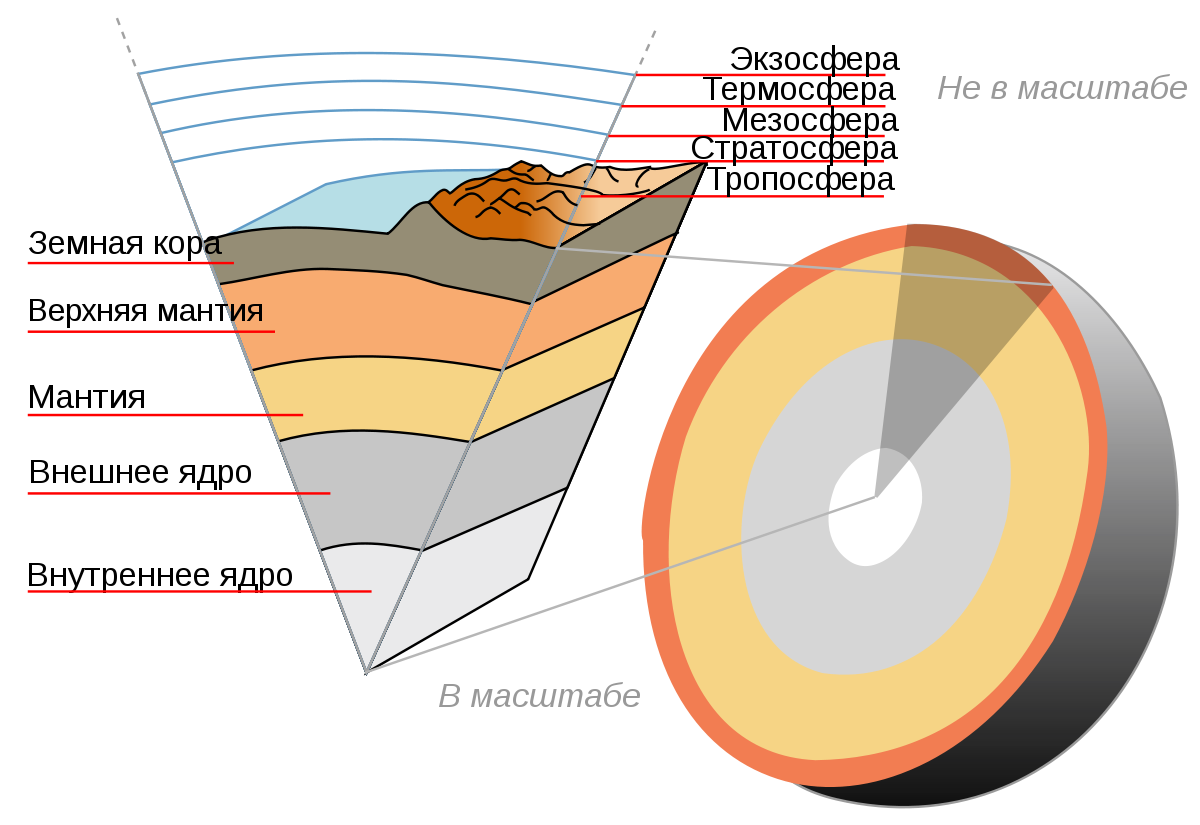 Экзосфера
Термосфера
Не в масштабе
Мезосфера
Стратосфера
Тропосфера
Земная кора
Верхняя мантия
Мантия
Внешнее ядро
Внутреннее ядро
В масштабе